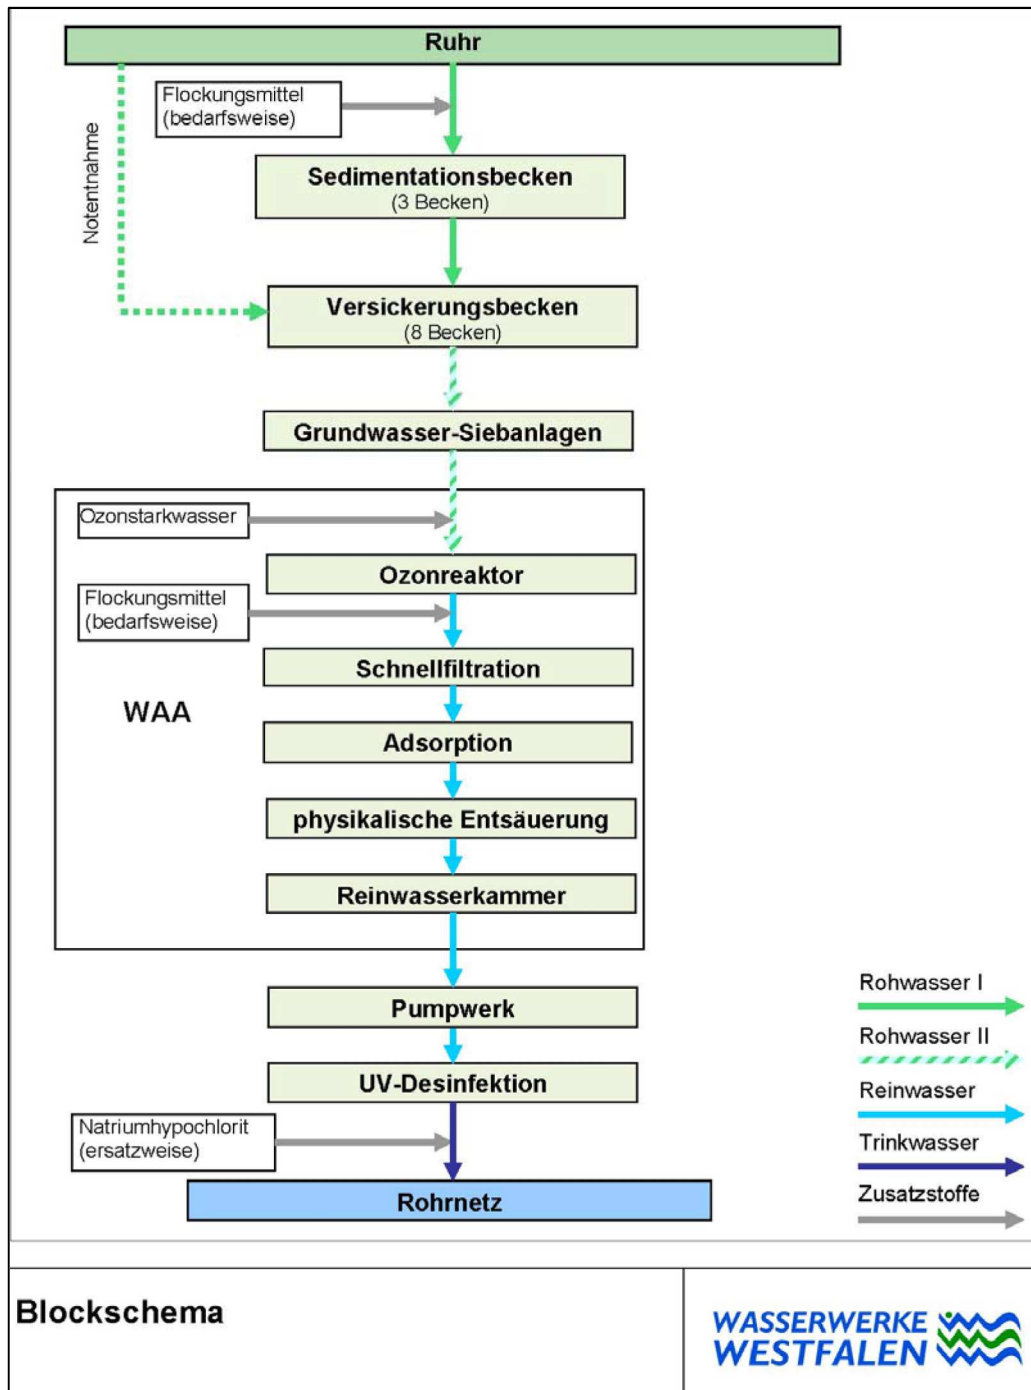 Ruhr
Flockungsmittel
(bedarfsweise)
Notentnahme
Sedimentationsbecken
(3 Becken)
Versickerungsbecken
(8 Becken)
Grundwasser-Siebanlagen
Ozonstarkwasser
Ozonreaktor
Flockungsmittel
(bedarfsweise)
Schnellfiltration
WAA
Adsorption
physikalische Entsäuerung
Reinwasserkammer
Pumpwerk
UV-Desinfektion
Natriumhypochlorit
(ersatzweise)
Rohrnetz
Rohwasser I
Rohwasser II
Reinwasser
Trinkwasser
Zusatzstoffe
Blockschema
WASSERWERKE
WESTFALEN